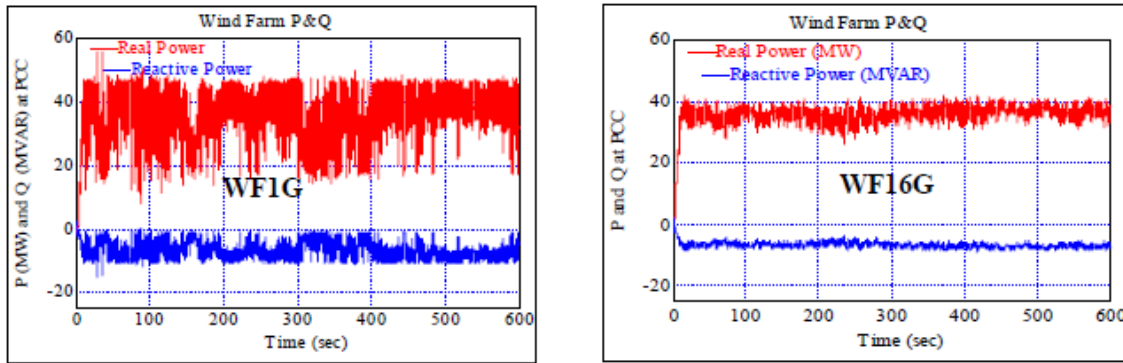 Wind Farm P&Q
60
Real Power
Reactive Power
40
20
0
-20
P (MW) and Q (MVAR) at PCC
WF1G
0 100 200 300 400 500 600
Time (sec)
Wind Farm P&Q
60
Real Power (MW)
Reactive Power (MVAR)
40
20
0
-20
P and Q at PCC
WF16G
0 100 200 300 400 500 600
Time (sec)